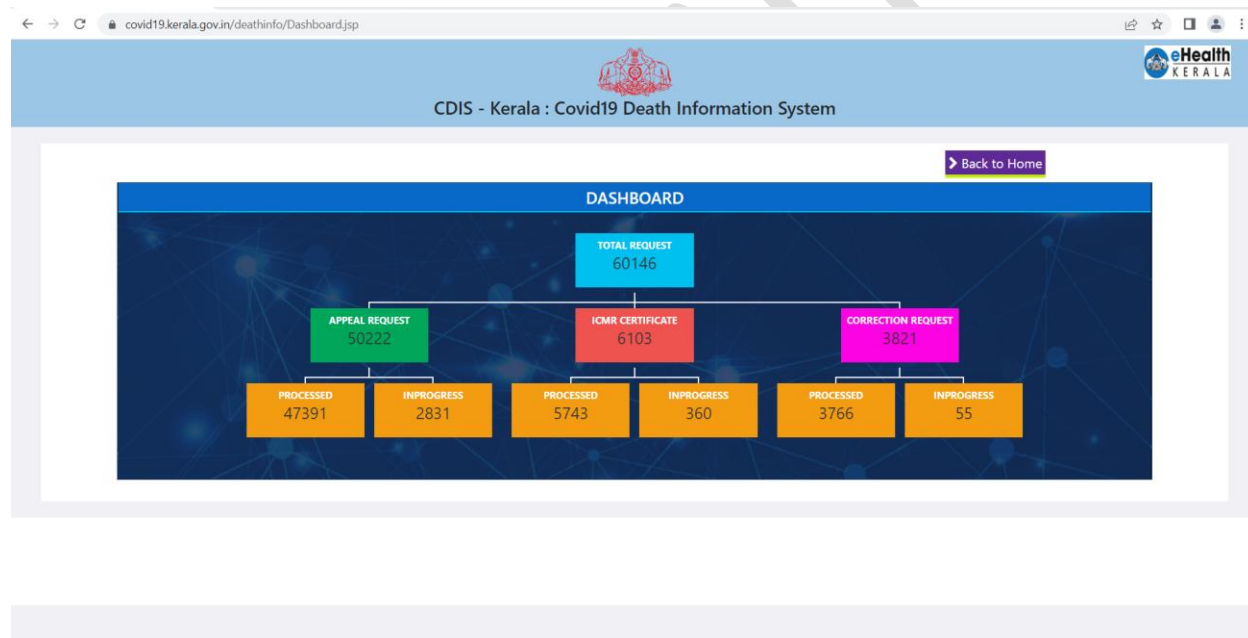 covid19.kerala.gov.in/deathinfo/Dashboard.jsp
eHealth
KERALA
CDIS - Kerala : Covid19 Death Information System
Back to Home
DASHBOARD
TOTAL REQUEST
60146
APPEAL REQUEST
50222
ICMR CERTIFICATE
6103
CORRECTION REQUEST
3821
PROCESSED
47391
INPROGRESS
2831
PROCESSED
5743
INPROGRESS
360
PROCESSED
3766
INPROGRESS
55